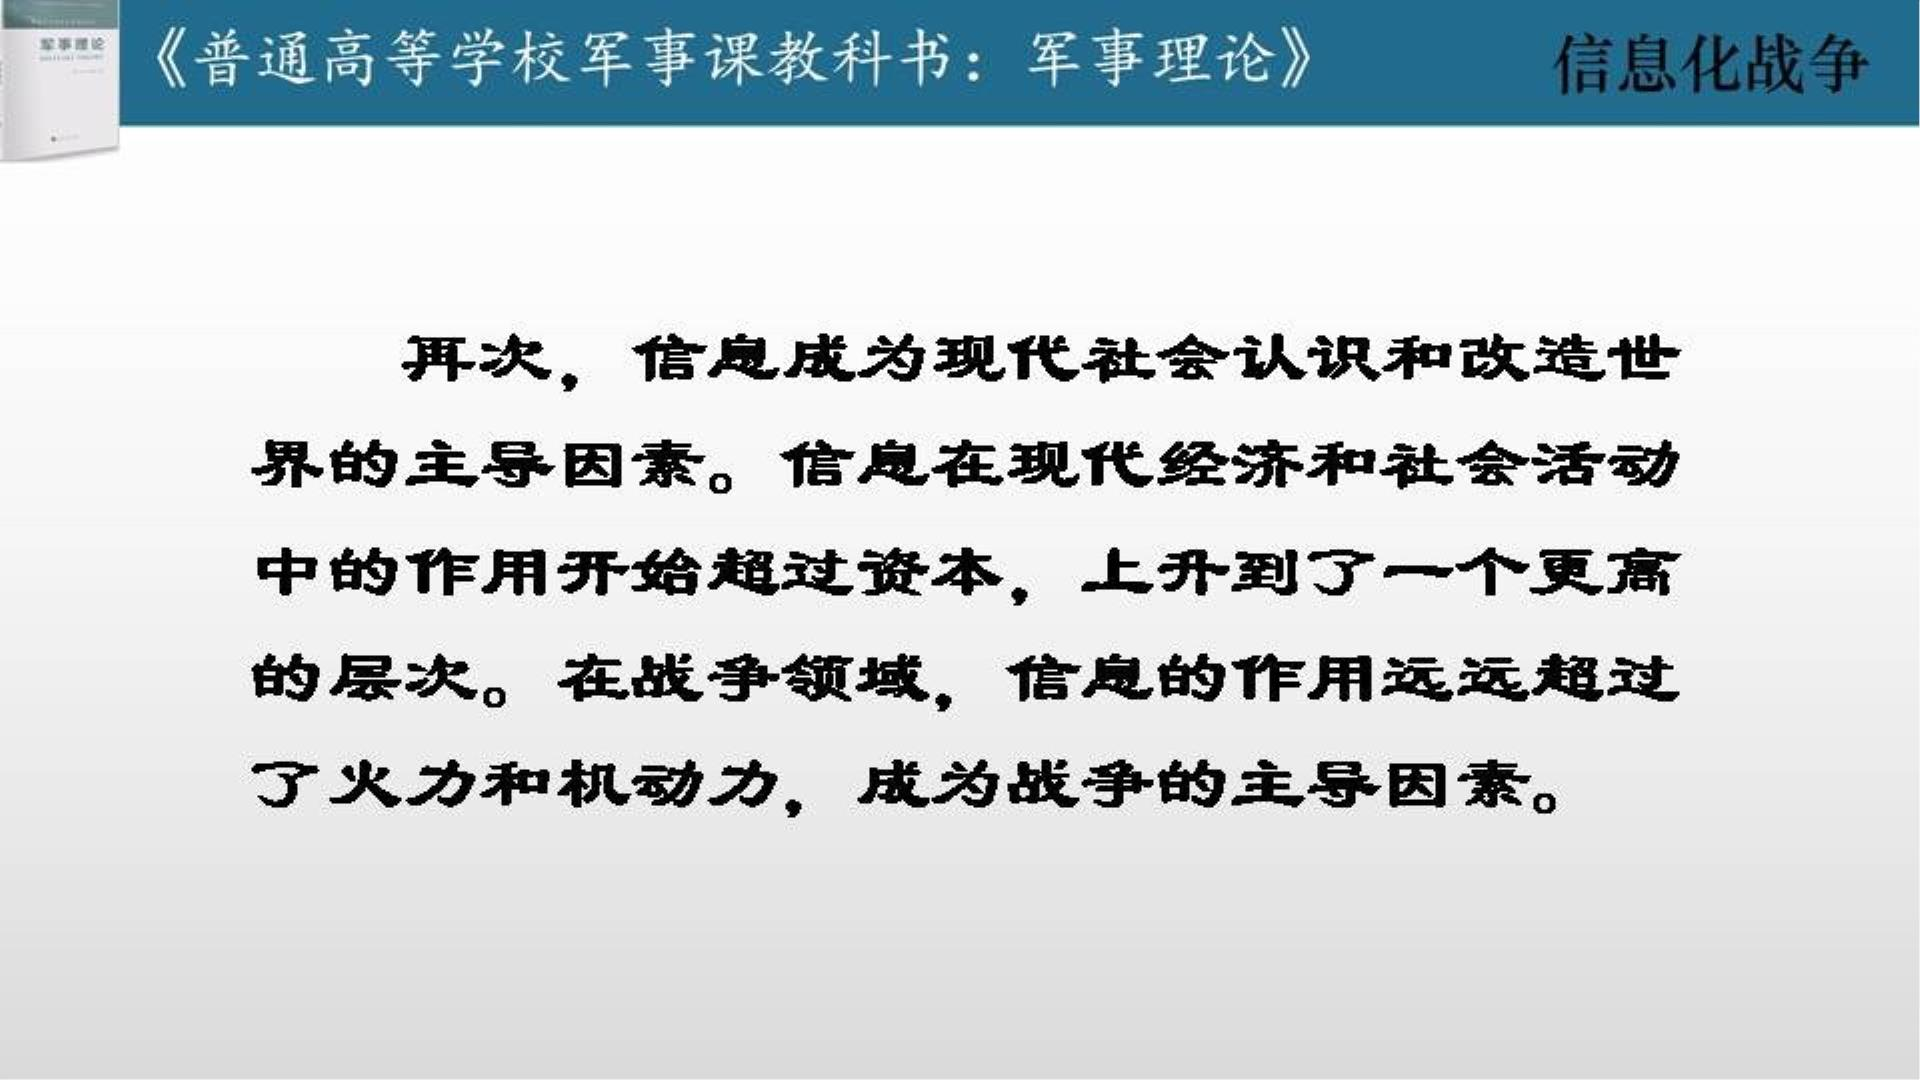 军事理论
《普通高等学校军事课教科书：军事理论》
信息化战争
再次，信息成为现代社会认识和改造世
界的主导因素。信息在现代经济和社会活动
中的作用开始超过资本，上升到了一个更高
的层次。在战争领域，信息的作用远远超过
了火力和机动力，成为战争的主导因素。